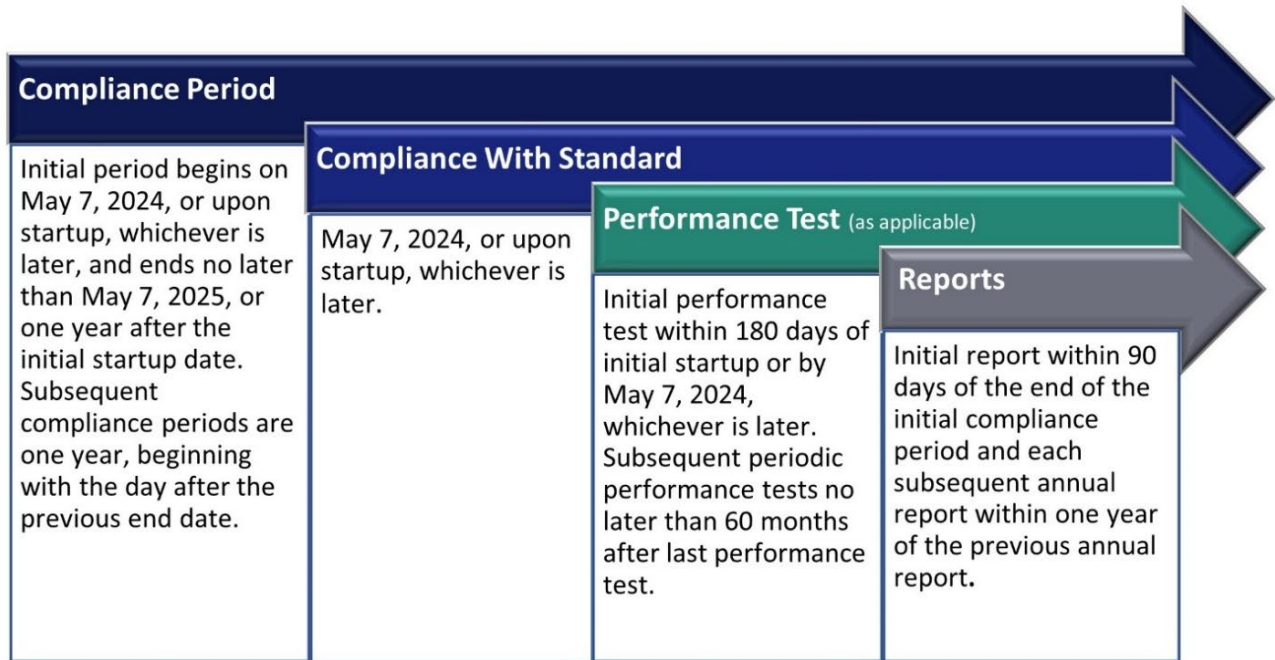 Compliance Period
Initial period begins on
May 7, 2024, or upon
startup, whichever is
later, and ends no later
than May 7, 2025, or
one year after the
initial startup date.
Subsequent
compliance periods are
one year, beginning
with the day after the
previous end date.
Compliance With Standard
May 7, 2024, or upon
startup, whichever is
later.
Performance Test (as applicable)
Initial performance
test within 180 days of
initial startup or by
May 7, 2024,
whichever is later.
Subsequent periodic
performance tests no
later than 60 months
after last performance
test.
Reports
Initial report within 90
days of the end of the
initial compliance
period and each
subsequent annual
report within one year
of the previous annual
report.